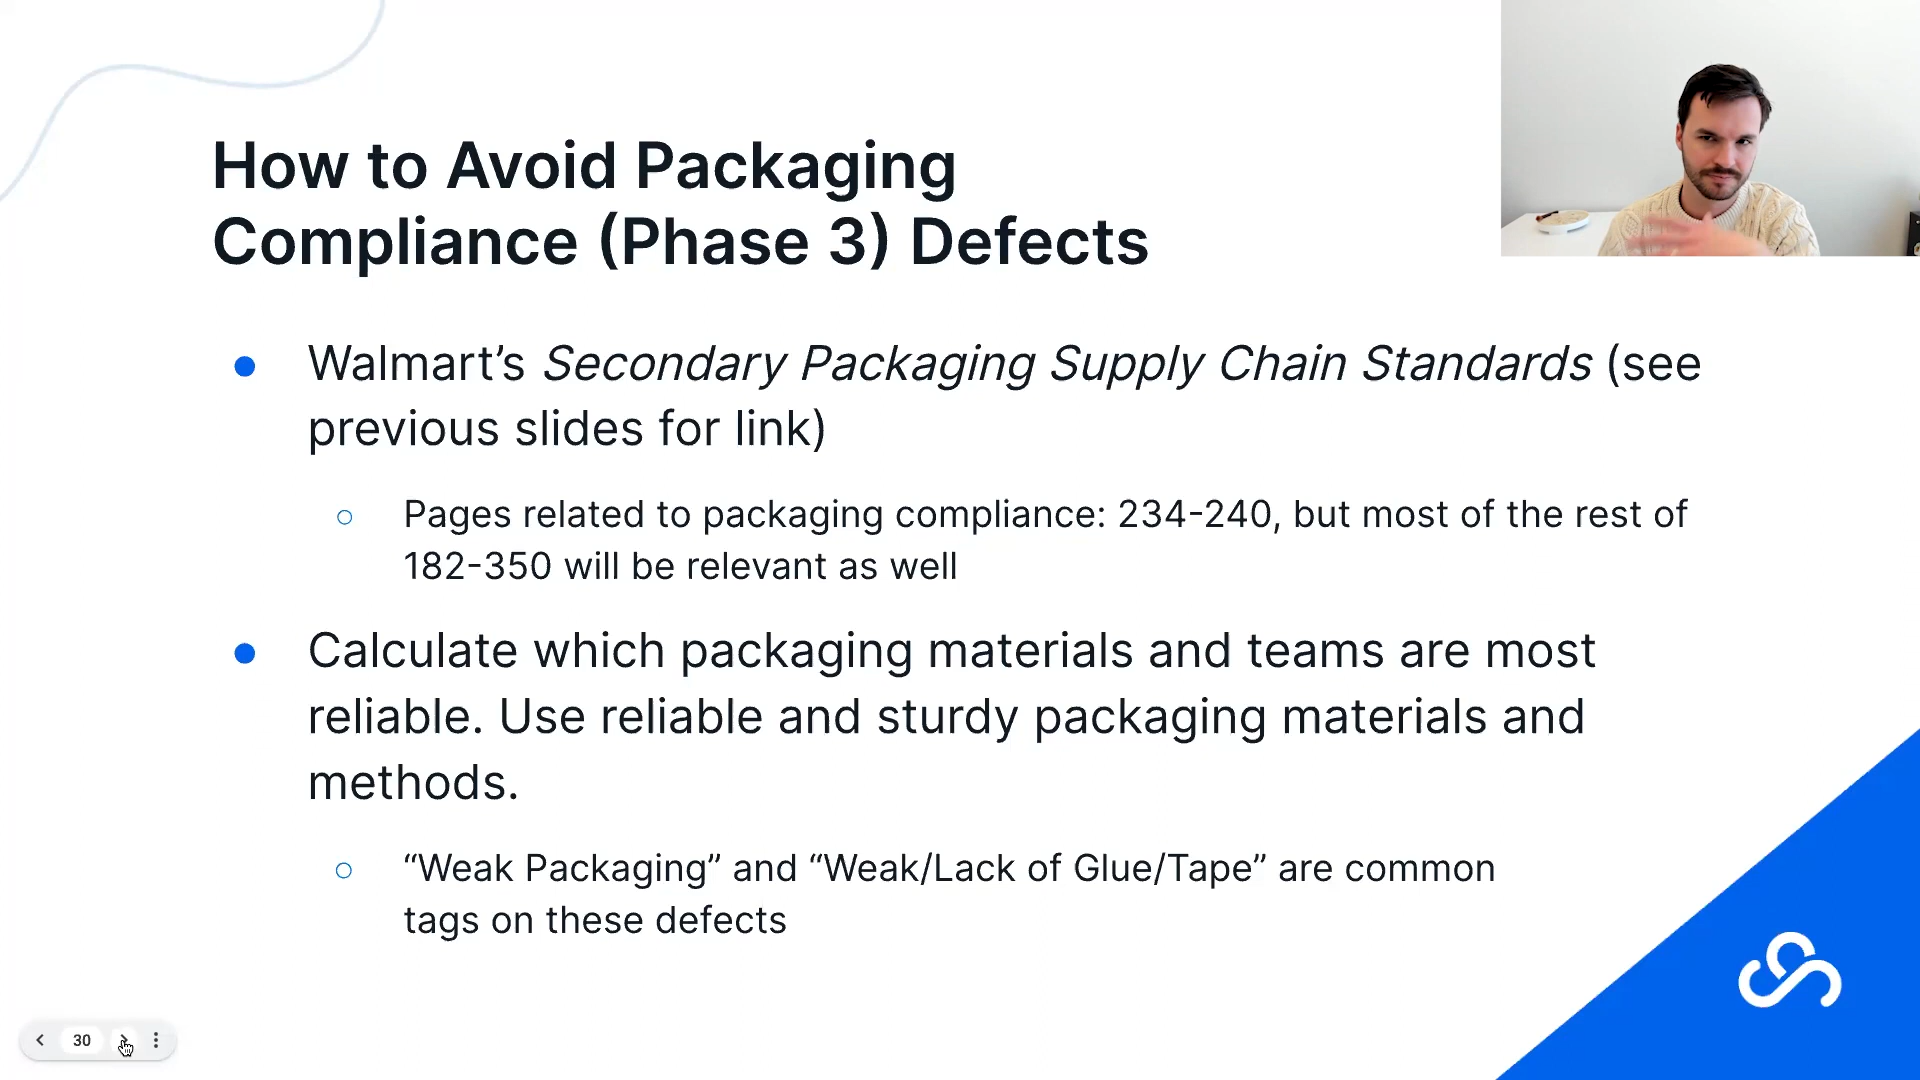 How to Avoid Packaging
Compliance (Phase 3) Defects
Walmart’s Secondary Packaging Supply Chain Standards (see
previous slides for link)
Pages related to packaging compliance: 234-240, but most of the rest of
182-350 will be relevant as well
Calculate which packaging materials and teams are most
reliable. Use reliable and sturdy packaging materials and
methods.
“Weak Packaging” and “Weak/Lack of Glue/Tape” are common
tags on these defects
30